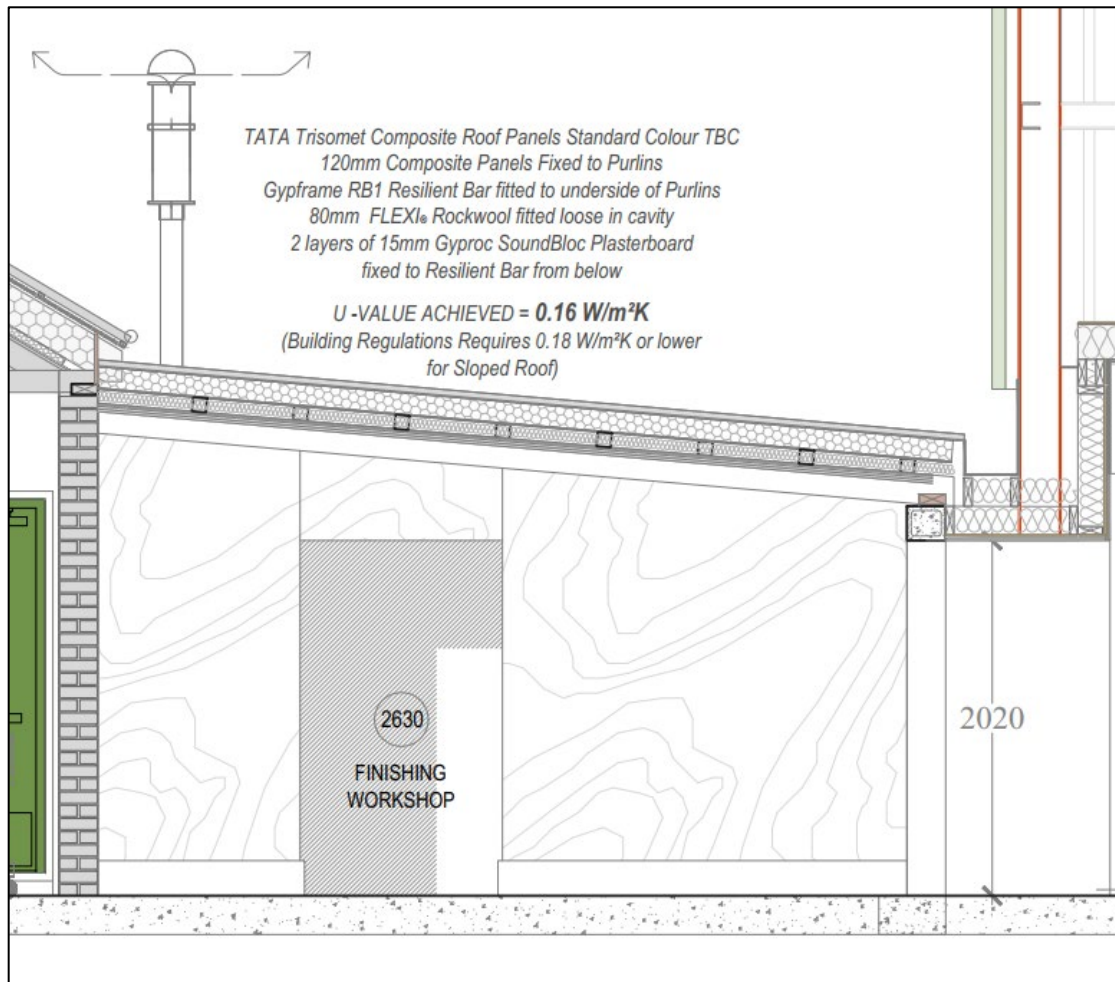 TATA Trisomet Composite Roof Panels Standard Colour TBC
120mm Composite Panels Fixed to Purlins
Gypframe RB1 Resilient Bar fitted to underside of Purlins
80mm FLEXI® Rockwool fitted loose in cavity
2 layers of 15mm Gyproc SoundBloc Plasterboard
fixed to Resilient Bar from below
U -VALUE ACHIEVED = 0.16 W/m²K
(Building Regulations Requires 0.18 W/m²K or lower
for Sloped Roof)
2630
FINISHING
WORKSHOP
2020